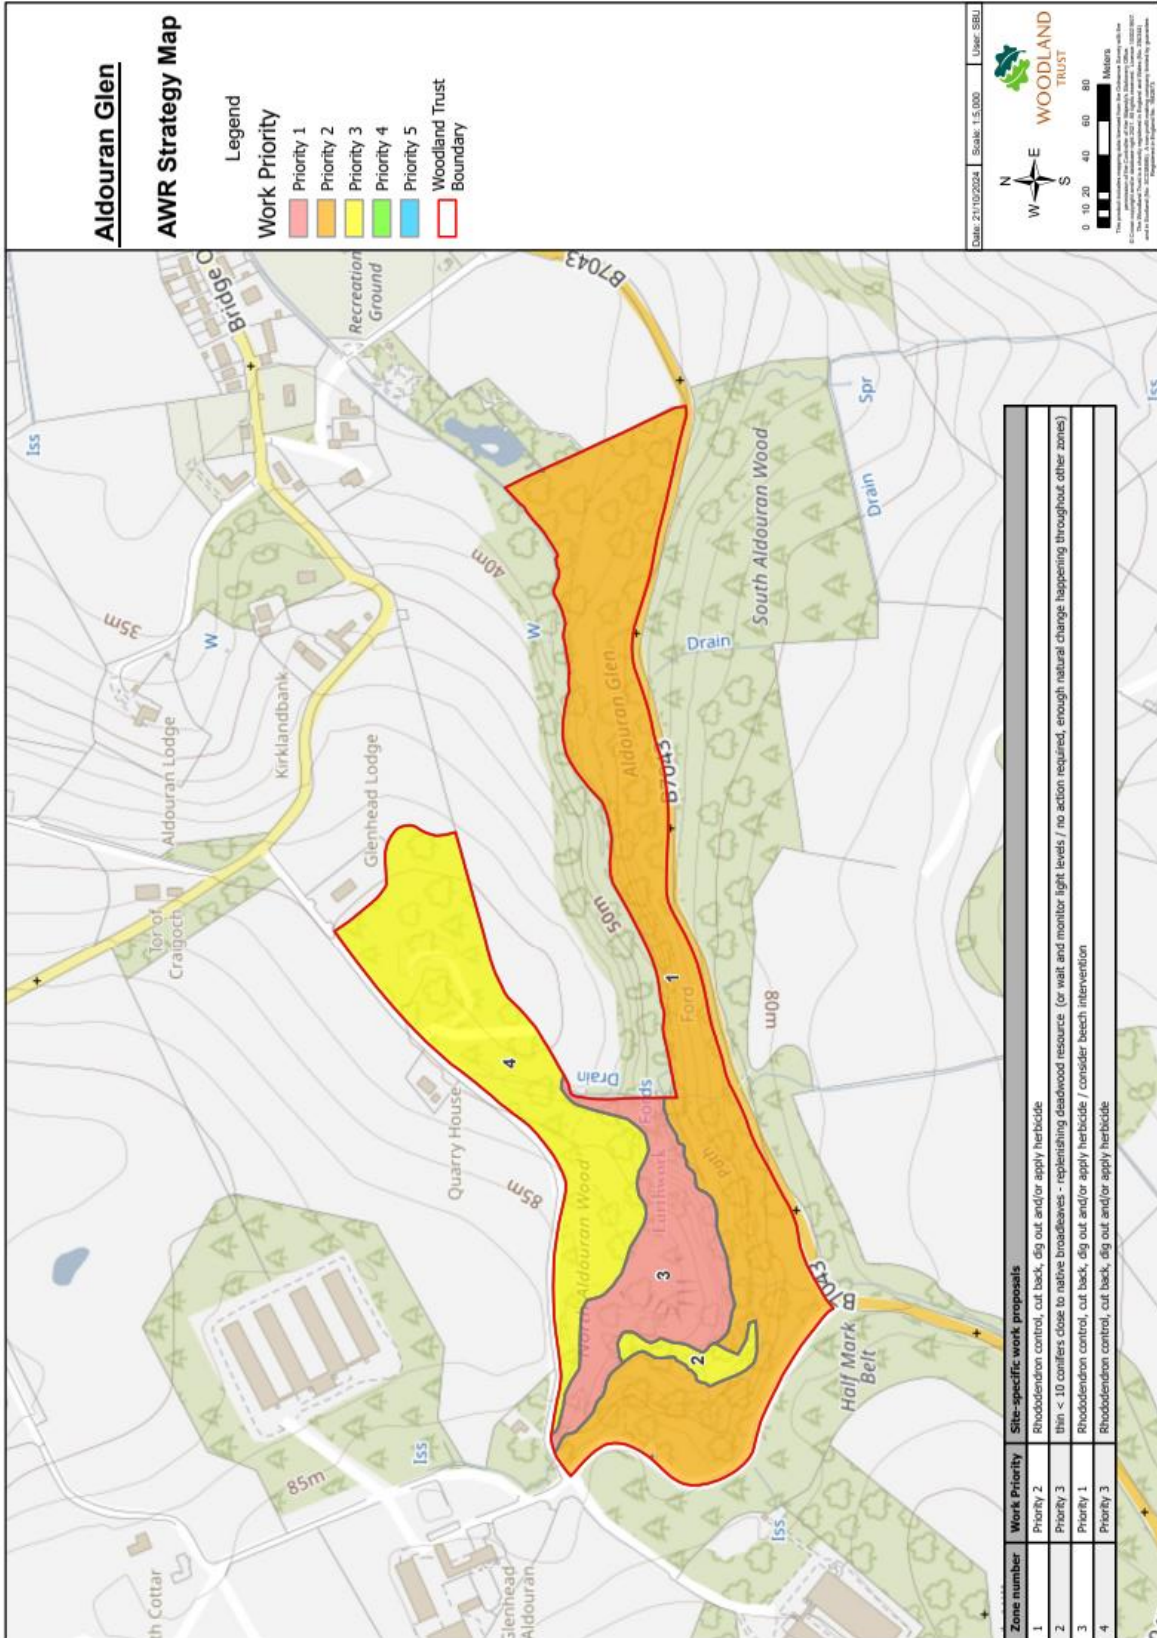 Aldouran Glen
AWR Strategy Map
Legend
Work Priority
Priority 1
Priority 2
Priority 3
Priority 4
Priority 5
Woodland Trust
Boundary
Date: 21/10/2024
Scale: 1:5,000
User: SBU
N
W
E
S
WOODLAND
TRUST
0 10 20 40 60 80
Meters
Iss
Bridge O
Recreation
Ground
B7043
35m
W
Aldouran Lodge
Kirklandbank
Tor of
Craigoch
Glenhead Lodge
40m
W
Spr
Drain
South Aldouran Wood
Drain
Aldouran Glen
B7043
50m
1
Ford
80m
4
Drain
Fords
Quarry House
85m
North Aldouran Wood
Earthwork
Path
3
2
B 7043
Half Mark
Belt
85m
Iss
Iss
Iss
th Cottar
Glenhead
Aldouran
Zone number Work Priority Site-specific work proposals
1 Priority 2 Rhododendron control, cut back, dig out and/or apply herbicide
2 Priority 3 thin < 10 conifers close to native broadleaves - replenishing deadwood resource (or wait and monitor light levels / no action required, enough natural change happening throughout other zones)
3 Priority 1 Rhododendron control, cut back, dig out and/or apply herbicide / consider beech intervention
4 Priority 3 Rhododendron control, cut back, dig out and/or apply herbicide